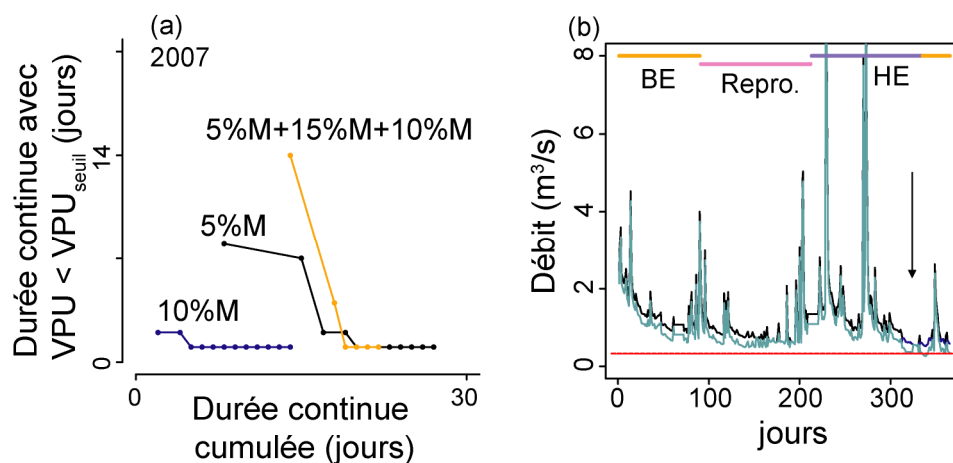 (a)
2007
Durée continue avec
VPU < VPUseuil (jours)
14
0
5%M+15%M+10%M
5%M
10%M
0
30
Durée continue
cumulée (jours)
(b)
Débit (m³/s)
8
6
4
2
0
BE
Repro.
HE
0
100
200
300
jours